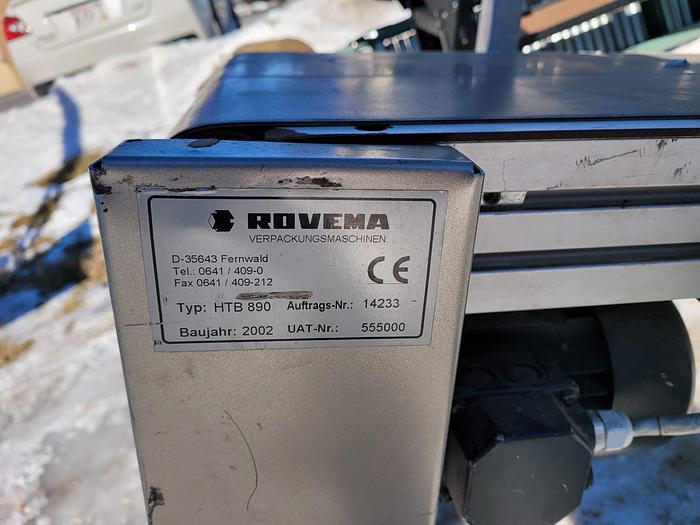 ROVEMA
VERPACKUNGSMASCHINEN
D-35643 Fernwald
Tel.: 0641 / 409-0
Fax 0641 / 409-212
CE
Typ: HTB 890 Auftrags-Nr.: 14233
Baujahr: 2002 UAT-Nr.: 555000